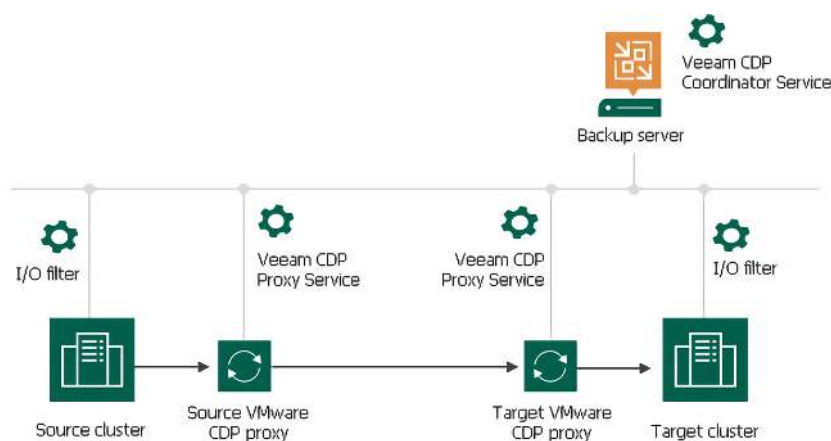 Veeam CDP
Coordinator Service
Backup server
I/O filter
Veeam CDP
Proxy Service
Veeam CDP
Proxy Service
I/O filter
Source cluster
Source VMware
CDP proxy
Target VMware
CDP proxy
Target cluster